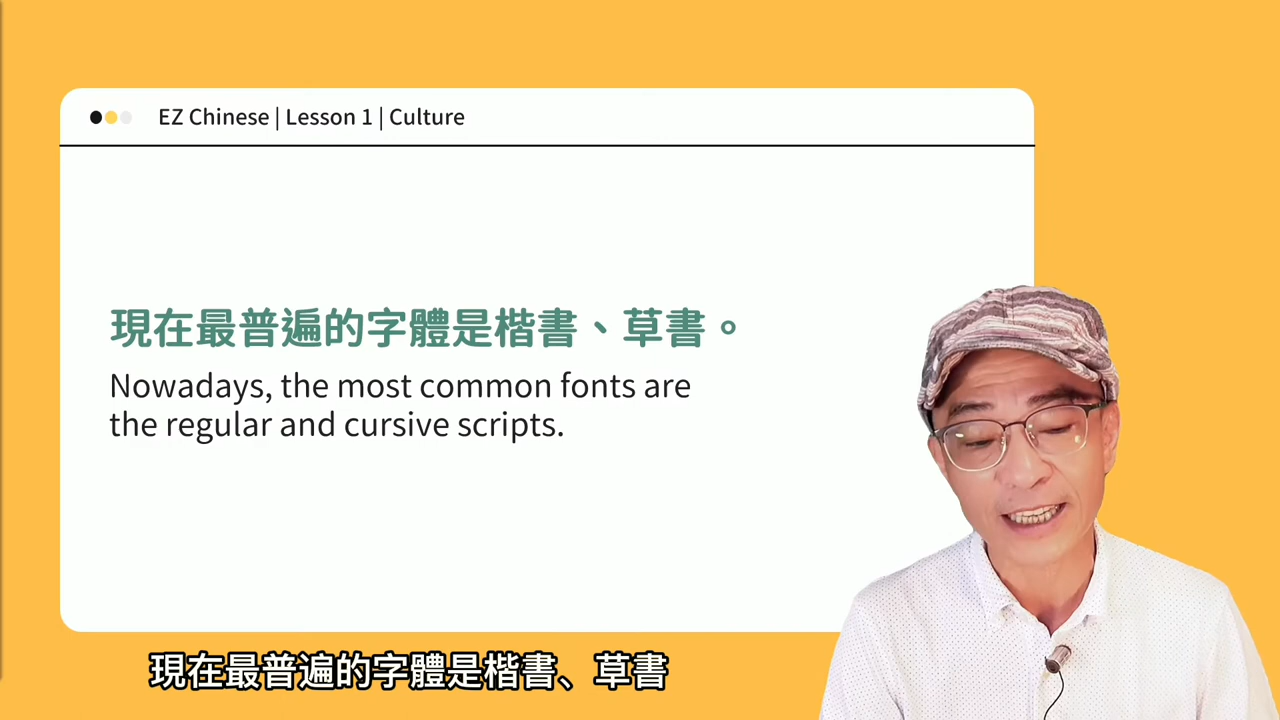 EZ Chinese | Lesson 1 | Culture
現在最普遍的字體是楷書、草書。
Nowadays, the most common fonts are
the regular and cursive scripts.
現在最普遍的字體是楷書、草書